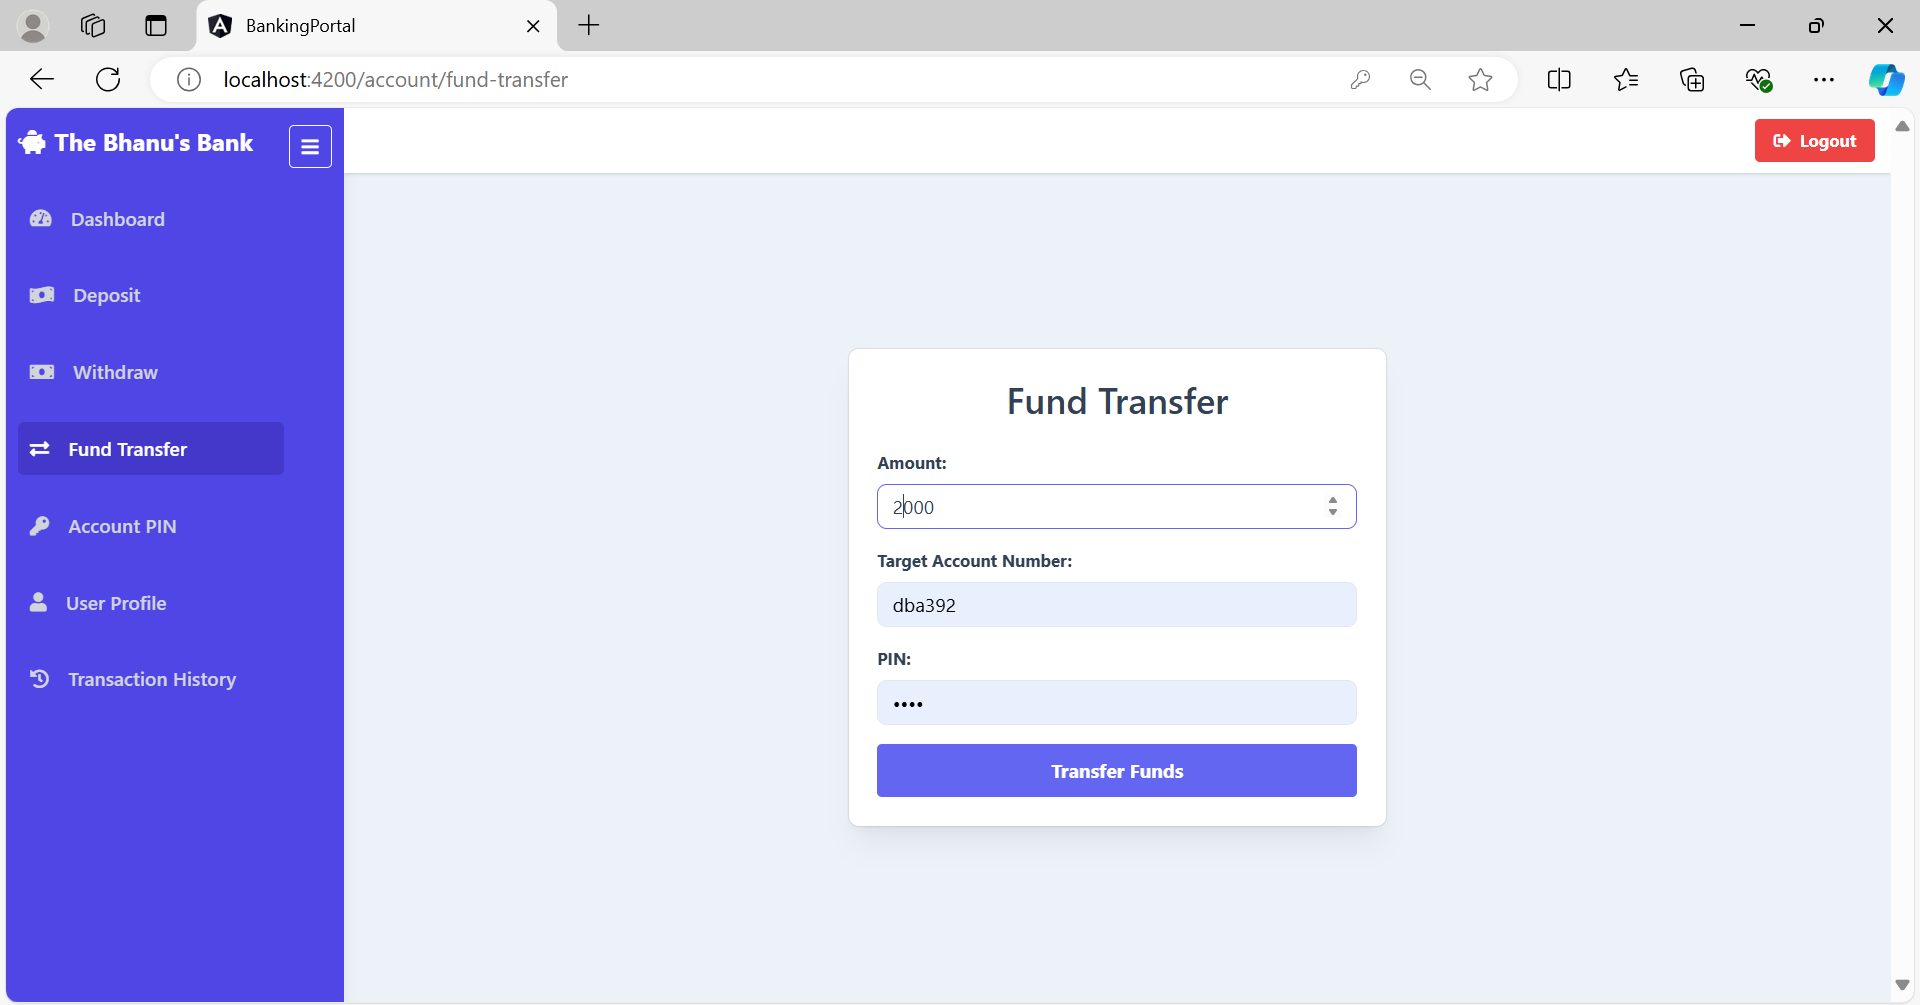 BankingPortal
localhost:4200/account/fund-transfer
The Bhanu's Bank
Logout
Dashboard
Deposit
Withdraw
Fund Transfer
Account PIN
User Profile
Transaction History
Fund Transfer
Amount:
2000
Target Account Number:
dba392
PIN:
••••
Transfer Funds